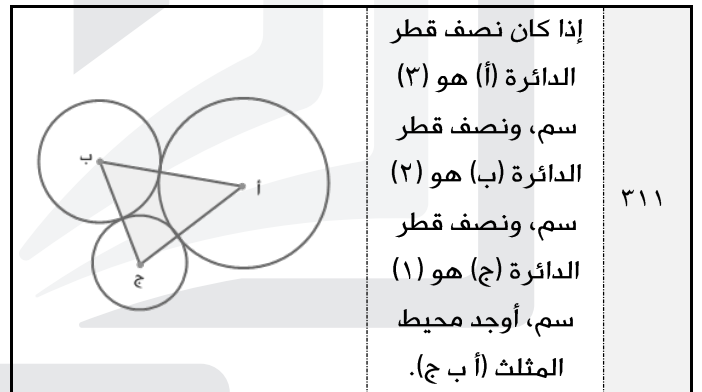 ٣١١
إذا كان نصف قطر
الدائرة (أ) هو (٣)
سم، ونصف قطر
الدائرة (ب) هو (٢)
سم، ونصف قطر
الدائرة (ج) هو (١)
سم، أوجد محيط
المثلث (أ ب ج).
ب
أ
ج